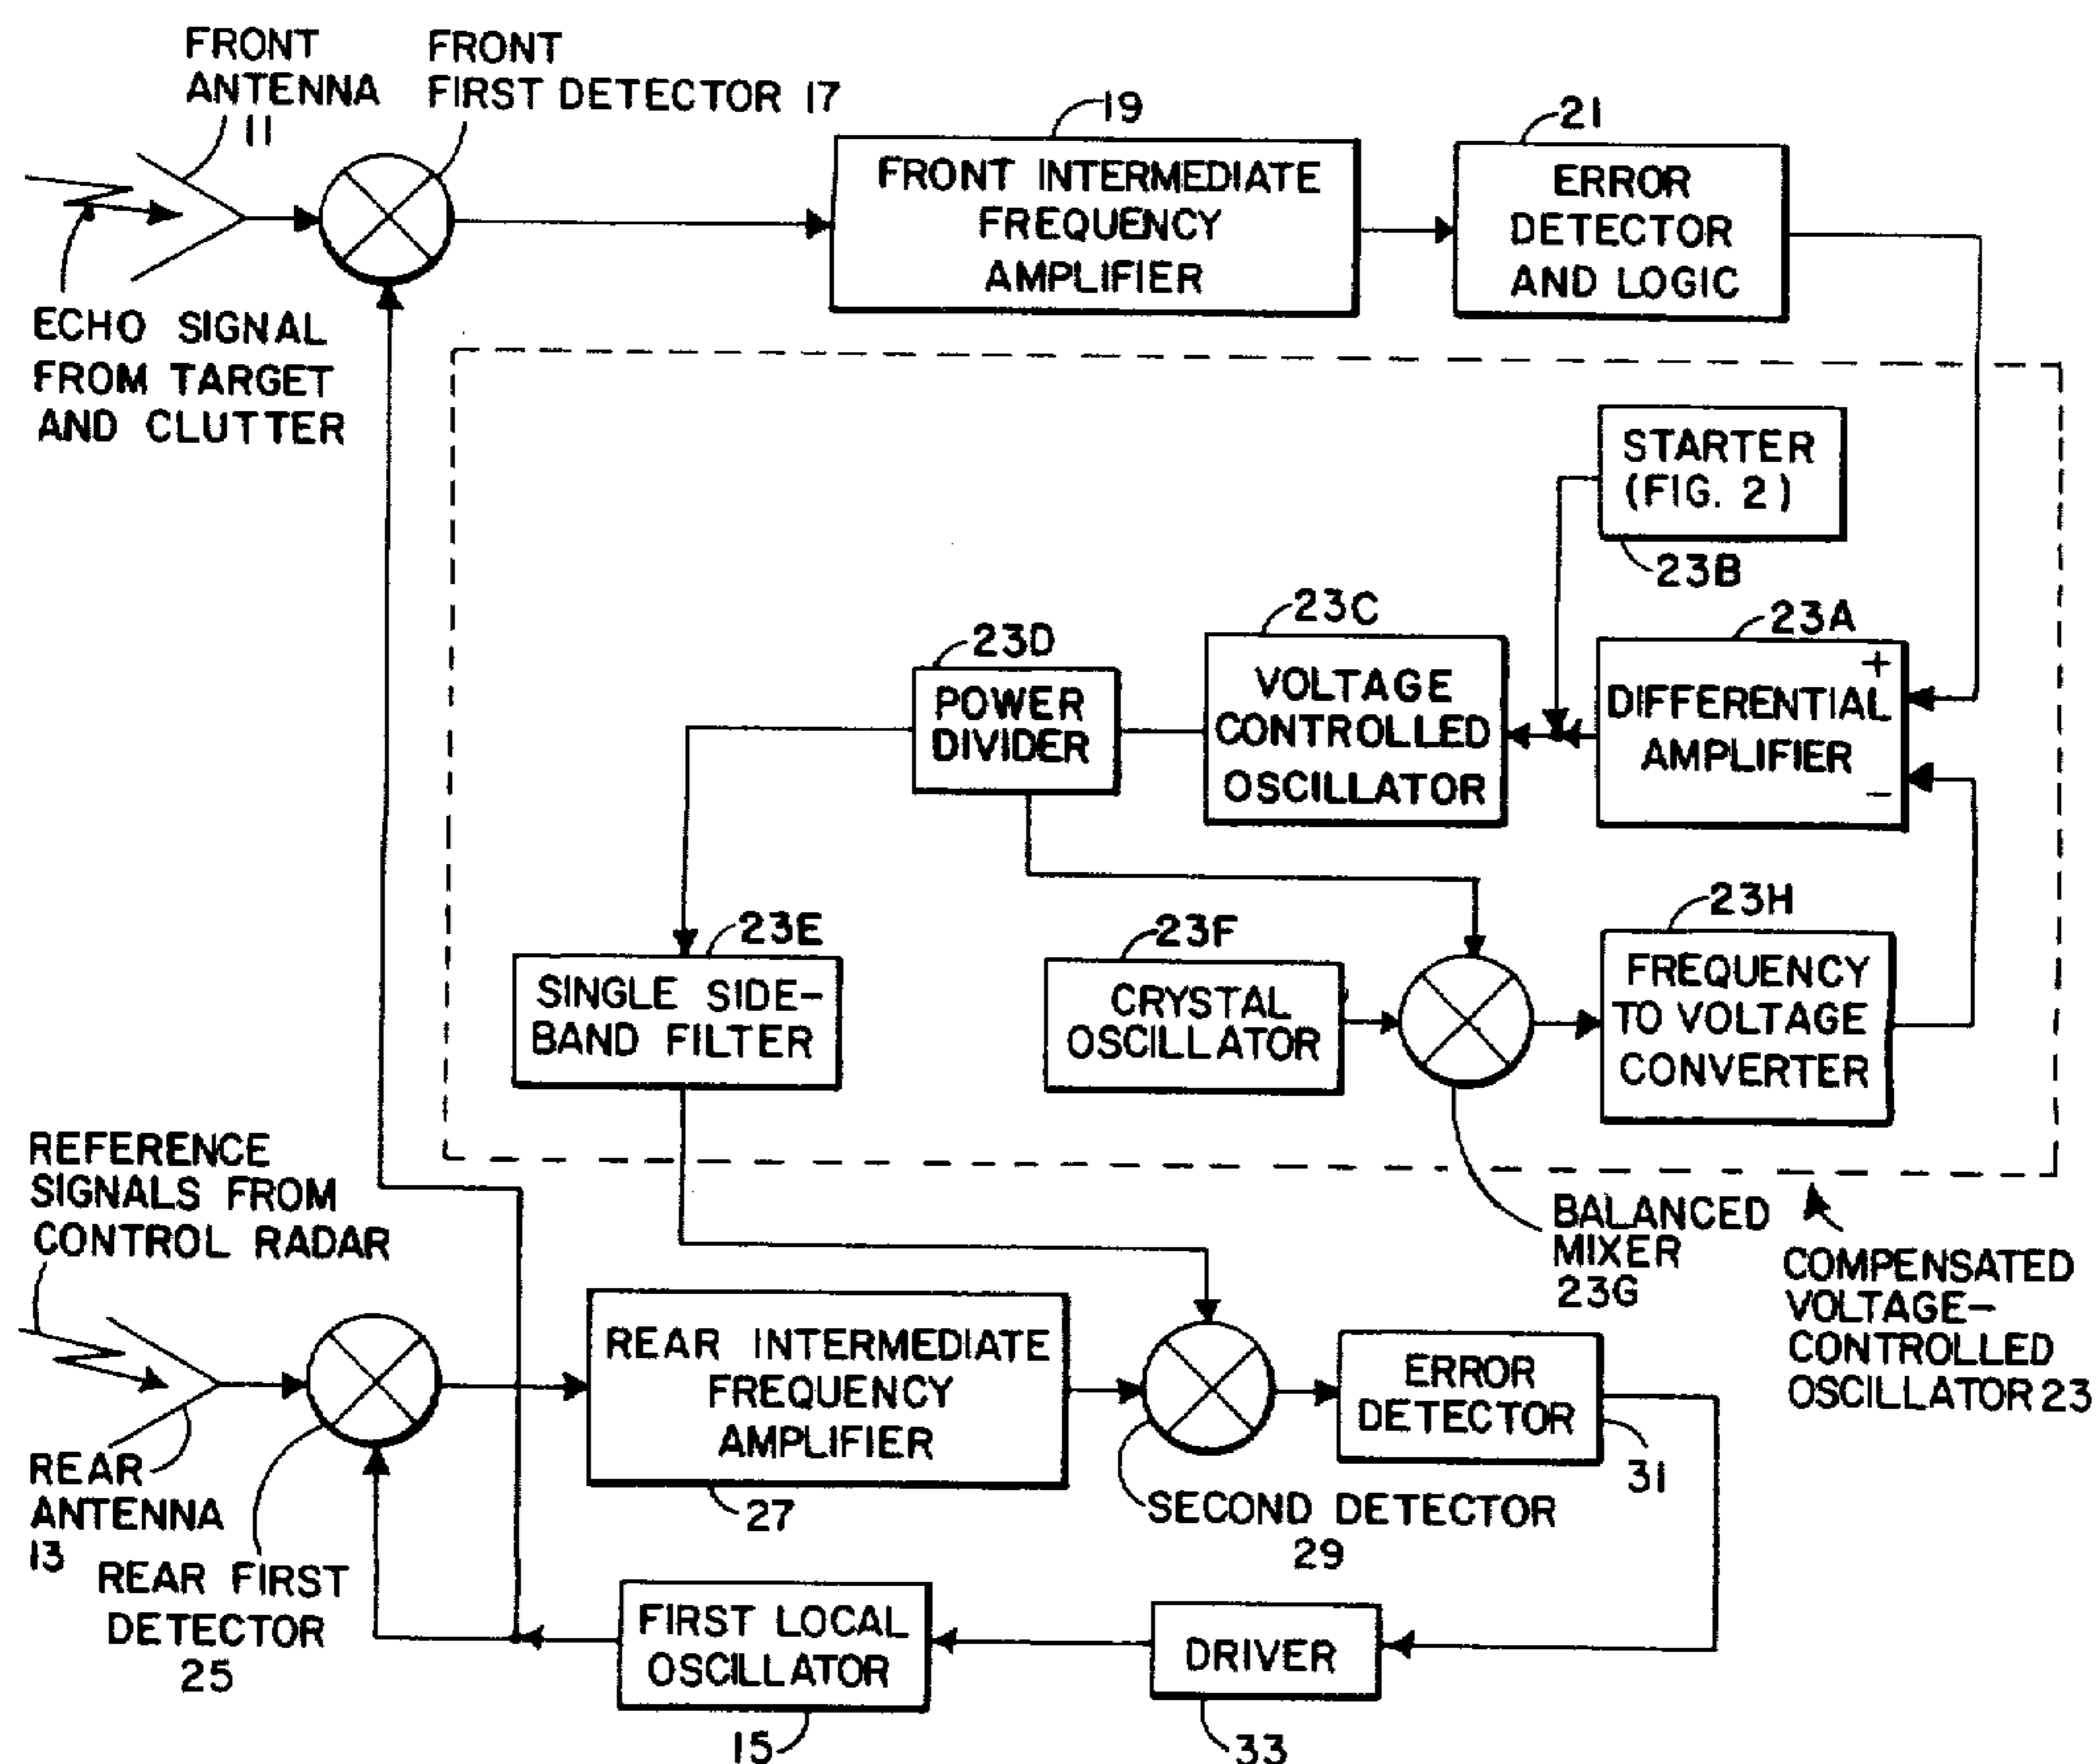 FRONT
ANTENNA
11
FRONT
FIRST DETECTOR 17
19
FRONT INTERMEDIATE
FREQUENCY
AMPLIFIER
21
ERROR
DETECTOR
AND LOGIC
ECHO SIGNAL
FROM TARGET
AND CLUTTER
STARTER
(FIG. 2)
23B
23A
+
DIFFERENTIAL
AMPLIFIER
-
23C
VOLTAGE
CONTROLLED
OSCILLATOR
23D
POWER
DIVIDER
23E
SINGLE SIDE-
BAND FILTER
23F
CRYSTAL
OSCILLATOR
23H
FREQUENCY
TO VOLTAGE
CONVERTER
BALANCED
MIXER
23G
COMPENSATED
VOLTAGE-
CONTROLLED
OSCILLATOR 23
REFERENCE
SIGNALS FROM
CONTROL RADAR
REAR
ANTENNA
13
REAR FIRST
DETECTOR
25
REAR INTERMEDIATE
FREQUENCY
AMPLIFIER
27
SECOND DETECTOR
29
ERROR
DETECTOR
31
FIRST LOCAL
OSCILLATOR
15
DRIVER
33